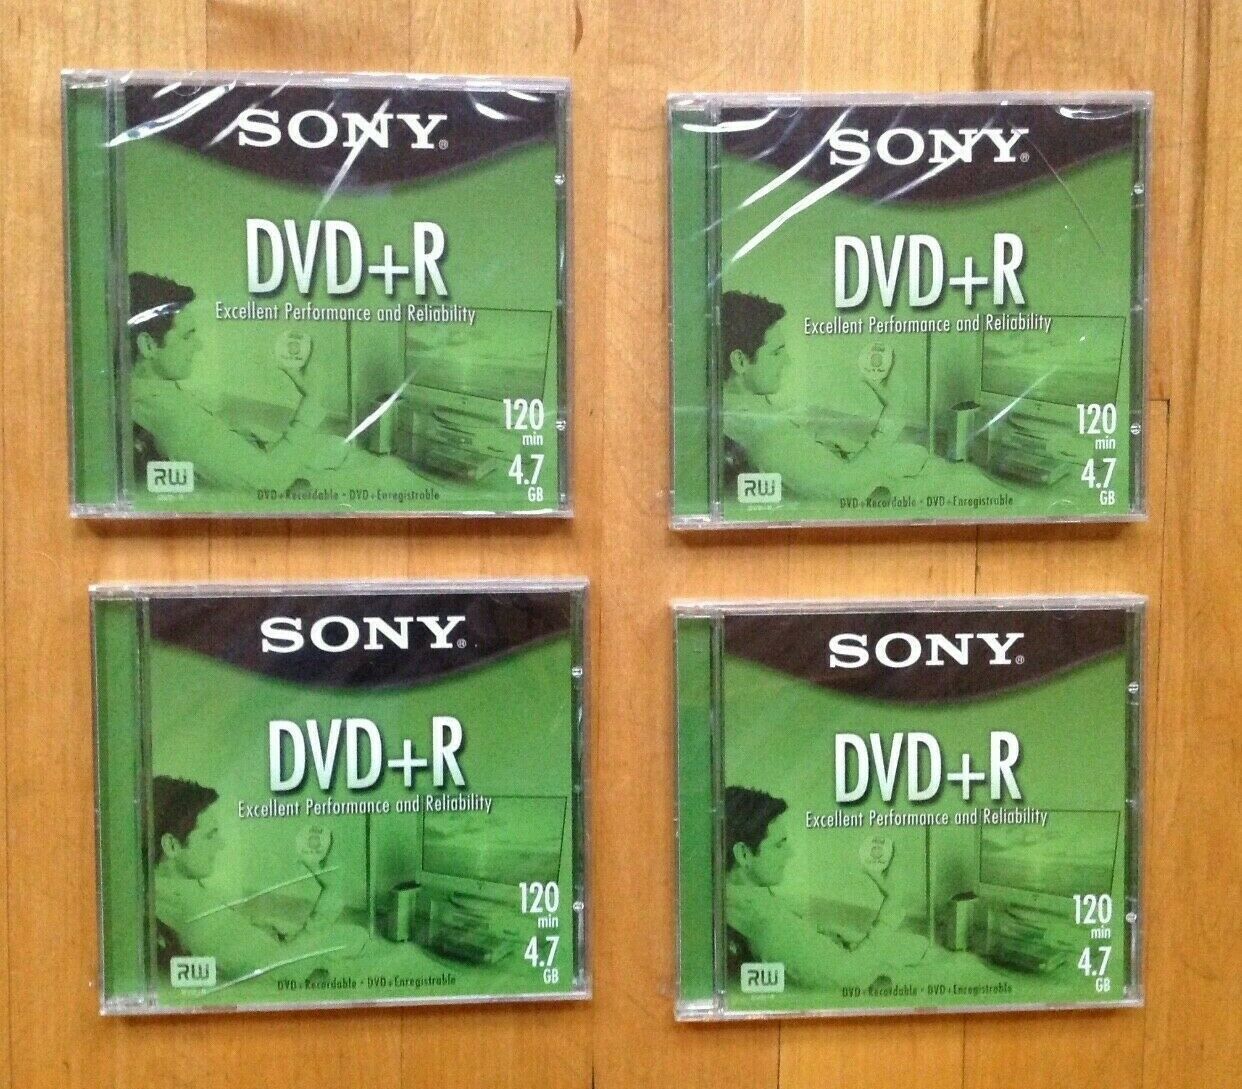 SONY®
DVD+R
Excellent Performance and Reliability
120
min
4.7
GB
RW
DVD+Recordable • DVD+Enregistrable
SONY®
DVD+R
Excellent Performance and Reliability
120
min
4.7
GB
RW
DVD+Recordable • DVD+Enregistrable
SONY®
DVD+R
Excellent Performance and Reliability
120
min
4.7
GB
RW
DVD+Recordable • DVD+Enregistrable
SONY®
DVD+R
Excellent Performance and Reliability
120
min
4.7
GB
RW
DVD+Recordable • DVD+Enregistrable